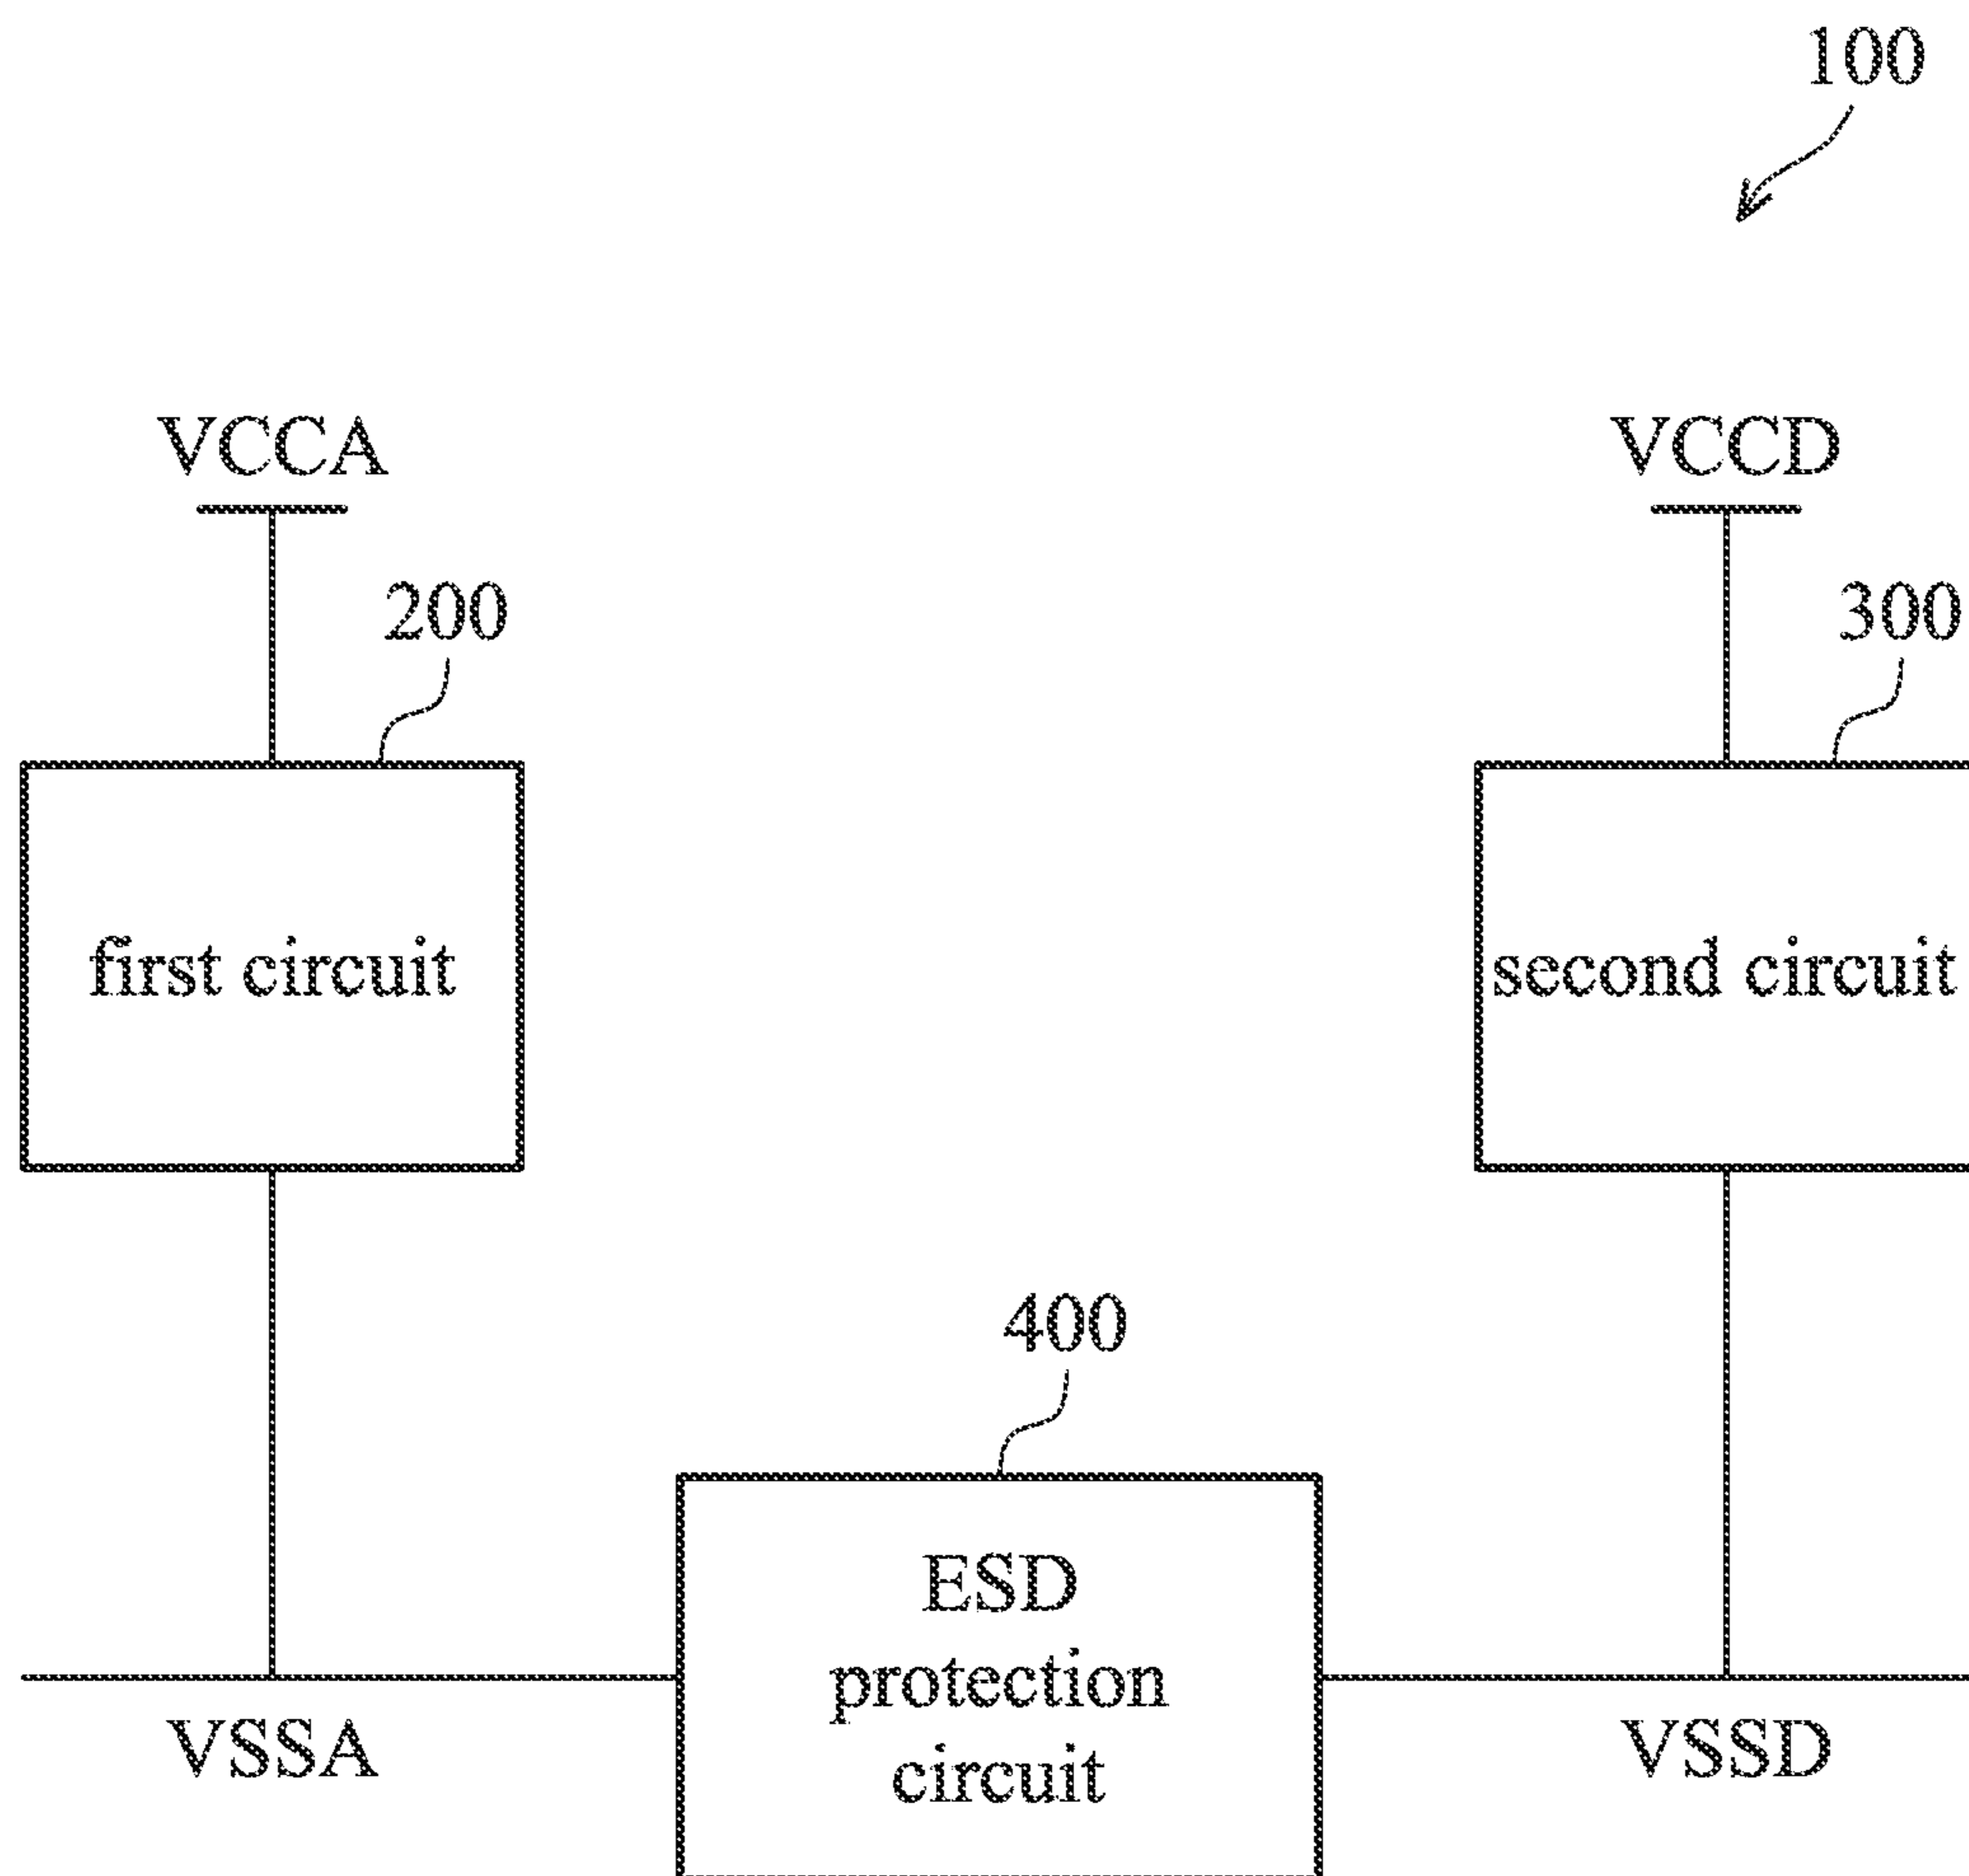 100
VCCA
VCCD
200
300
first circuit
second circuit
400
ESD
protection
circuit
VSSA
VSSD